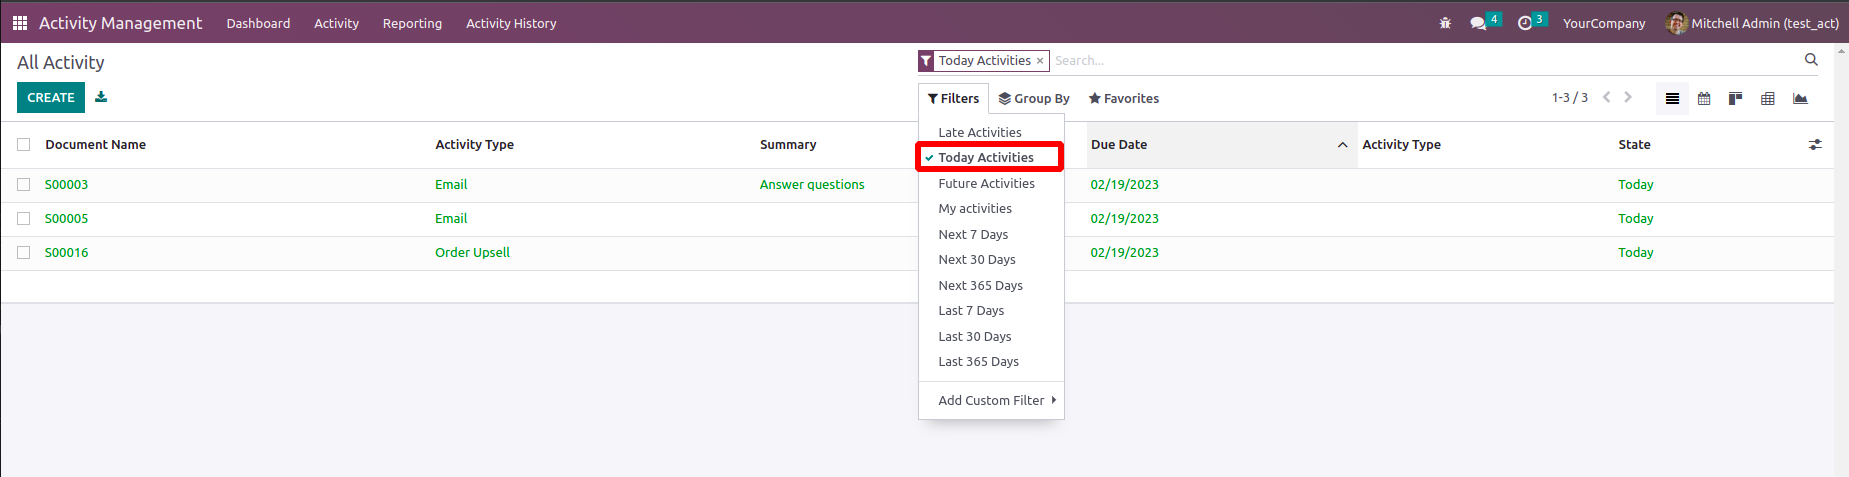 Activity Management Dashboard Activity Reporting Activity History 4 3 YourCompany Mitchell Admin (test_act)
All Activity Today Activities × Search...
CREATE Filters Group By Favorites 1-3 / 3
Document Name Activity Type Summary Due Date Activity Type State
S00003 Email Answer questions 02/19/2023 Today
S00005 Email 02/19/2023 Today
S00016 Order Upsell 02/19/2023 Today
Late Activities
Today Activities
Future Activities
My activities
Next 7 Days
Next 30 Days
Next 365 Days
Last 7 Days
Last 30 Days
Last 365 Days
Add Custom Filter